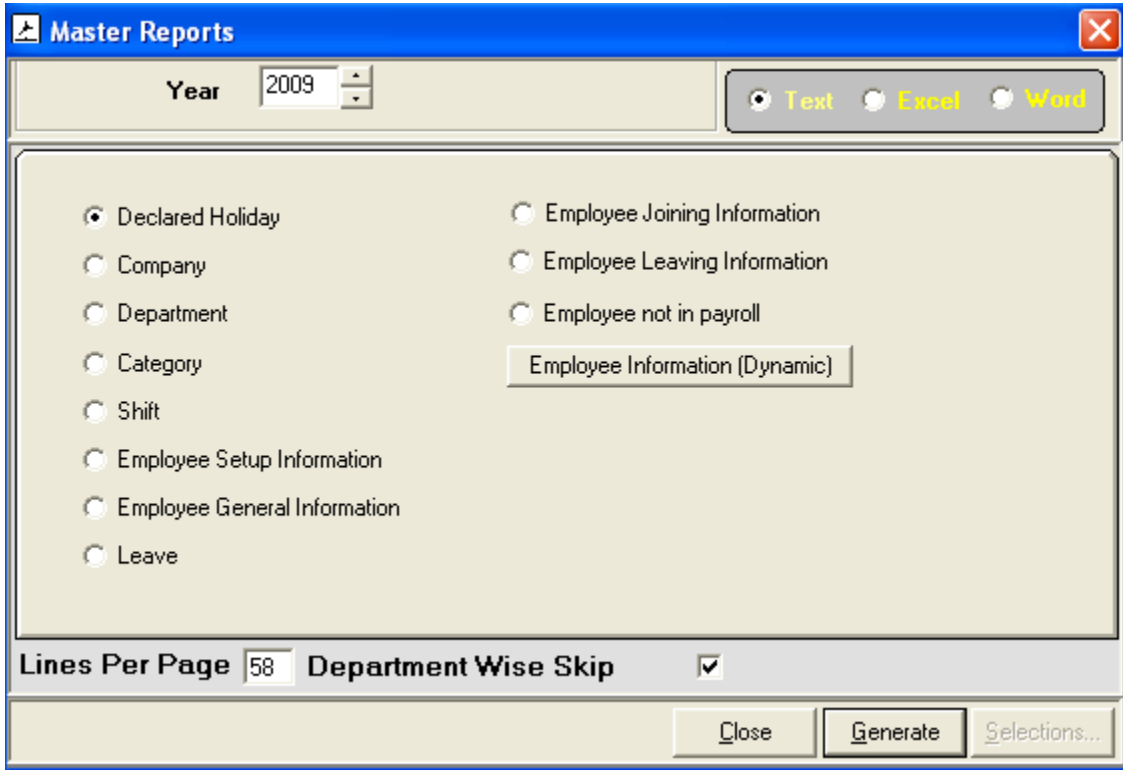 Master Reports
Year 2009
Text Excel Word
Declared Holiday
Company
Department
Category
Shift
Employee Setup Information
Employee General Information
Leave
Employee Joining Information
Employee Leaving Information
Employee not in payroll
Employee Information (Dynamic)
Lines Per Page 58 Department Wise Skip
Close Generate Selections...